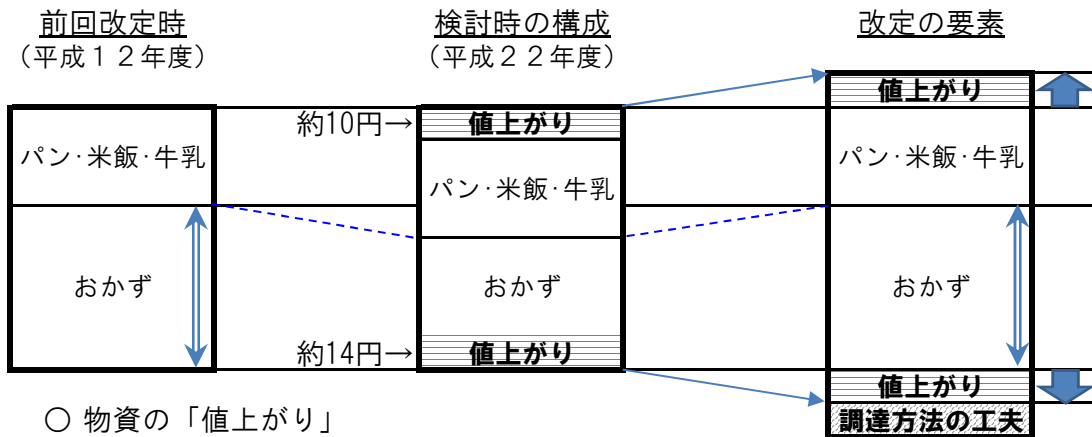 前回改定時
(平成１２年度)
検討時の構成
(平成２２年度)
改定の要素
パン・米飯・牛乳
おかず
約10円→
値上がり
パン・米飯・牛乳
おかず
約14円→
値上がり
値上がり
パン・米飯・牛乳
おかず
値上がり
調達方法の工夫
○ 物資の「値上がり」